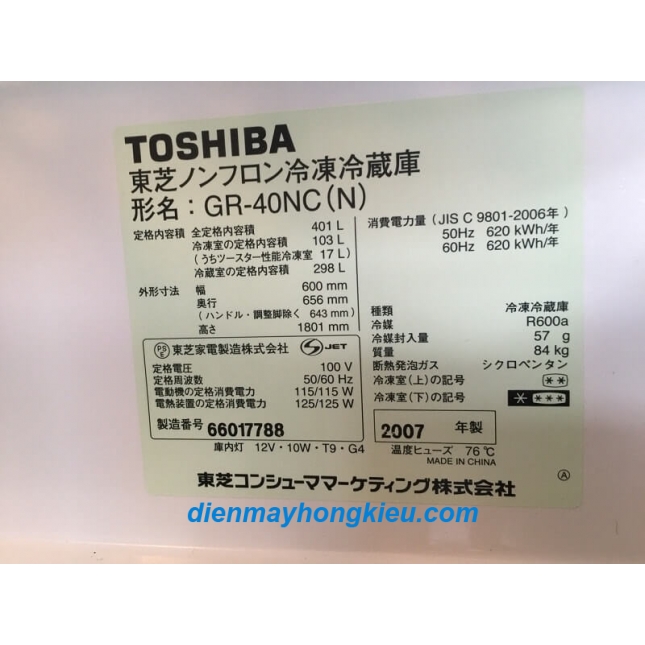 TOSHIBA
東芝ノンフロン冷凍冷蔵庫
形名：GR-40NC(N)
定格内容積 全定格内容積 401 L
冷凍室の定格内容積 103 L
(うちツースター性能冷凍室 17 L)
冷蔵室の定格内容積 298 L
外形寸法 幅 600 mm
奥行 656 mm
(ハンドル・調整脚除く 643 mm)
高さ 1801 mm
消費電力量 (JIS C 9801-2006年)
50Hz 620 kWh/年
60Hz 620 kWh/年
種類 冷凍冷蔵庫
冷媒 R600a
冷媒封入量 57 g
質量 84 kg
断熱発泡ガス シクロペンタン
冷凍室(上)の記号 **
冷凍室(下)の記号 * ***
PS E 東芝家電製造株式会社 S JET
定格電圧 100 V
定格周波数 50/60 Hz
電動機の定格消費電力 115/115 W
電熱装置の定格消費電力 125/125 W
製造番号 66017788
2007 年製
庫内灯 12V・10W・T9・G4
温度ヒューズ 76℃
MADE IN CHINA
東芝コンシューママーケティング株式会社
A
dienmayhongkieu.com